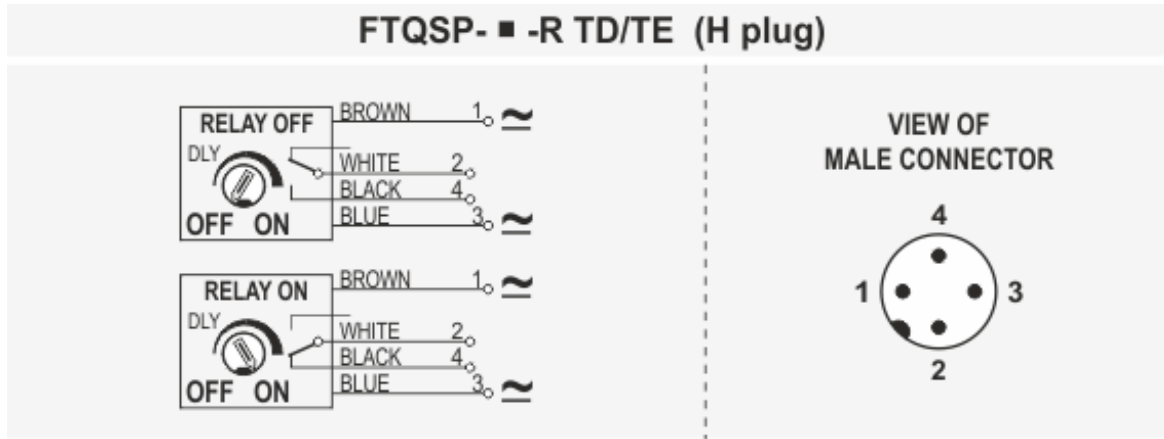 FTQSP- ■ -R TD/TE (H plug)
RELAY OFF
DLY
OFF ON
BROWN 1 ≃
WHITE 2
BLACK 4
BLUE 3 ≃
RELAY ON
DLY
OFF ON
BROWN 1 ≃
WHITE 2
BLACK 4
BLUE 3 ≃
VIEW OF
MALE CONNECTOR
4
1 3
2